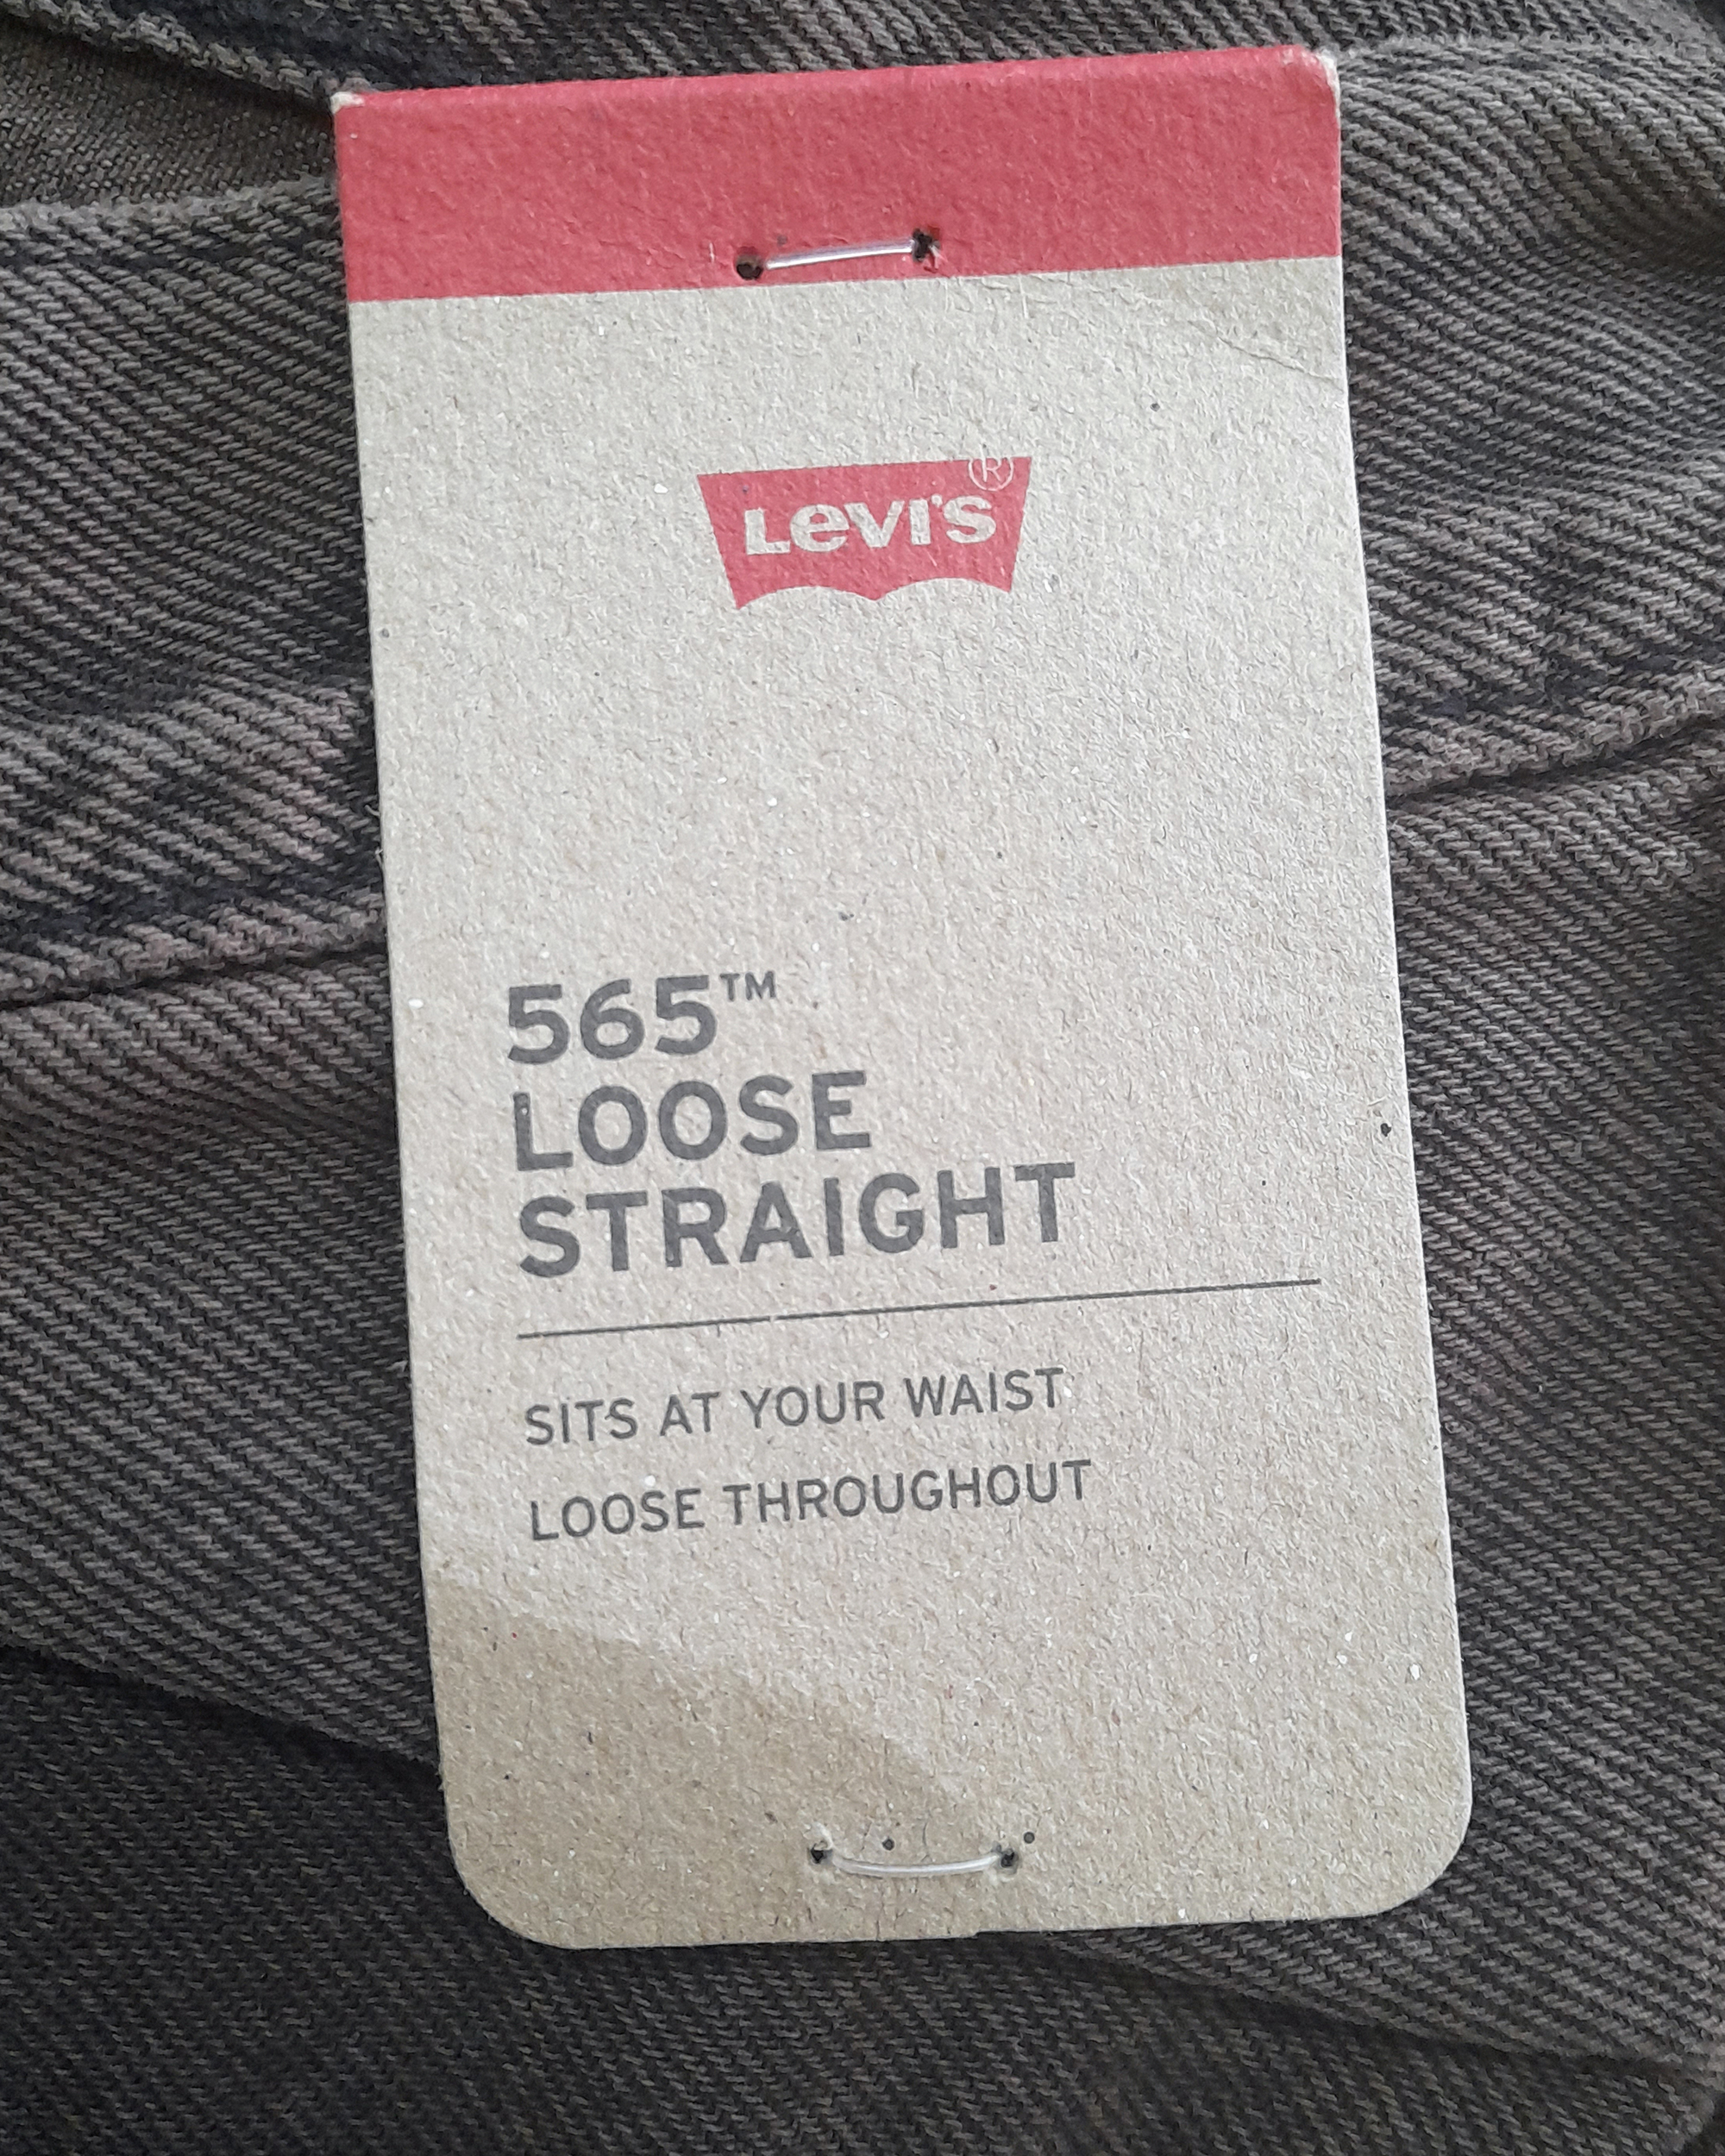 LEVI'S®
565™
LOOSE
STRAIGHT
SITS AT YOUR WAIST
LOOSE THROUGHOUT